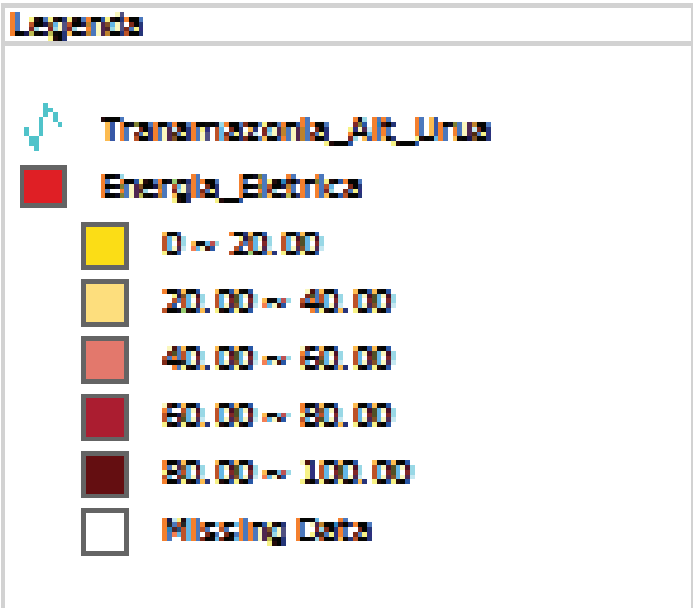 Legenda
Tranamazonia_Alt_Urua
Energia_Eletrica
0 ~ 20.00
20.00 ~ 40.00
40.00 ~ 60.00
60.00 ~ 80.00
80.00 ~ 100.00
Missing Data